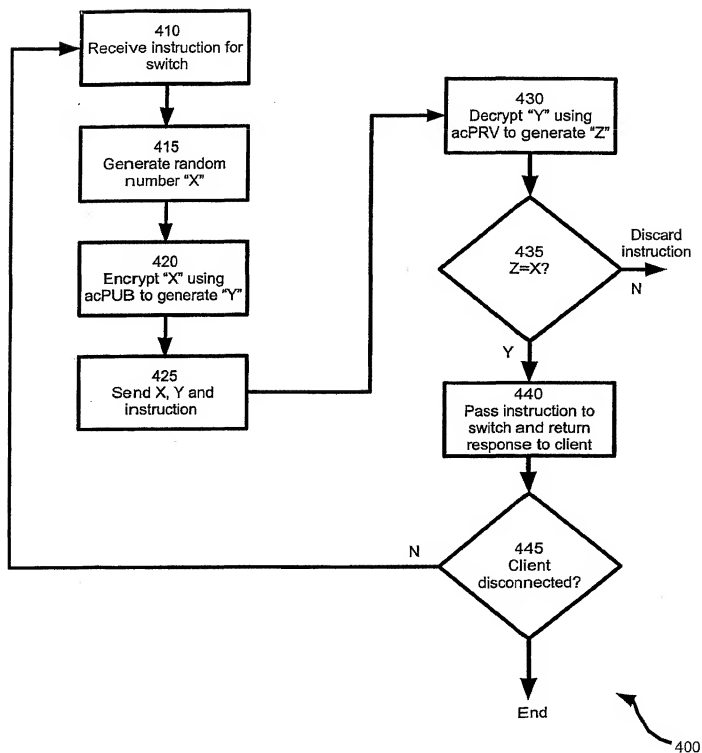 410
Receive instruction for
switch
415
Generate random
number "X"
420
Encrypt "X" using
acPUB to generate "Y"
425
Send X, Y and
instruction
430
Decrypt "Y" using
acPRV to generate "Z"
435
Z=X?
Discard
instruction
N
Y
440
Pass instruction to
switch and return
response to client
445
Client
disconnected?
N
End
400